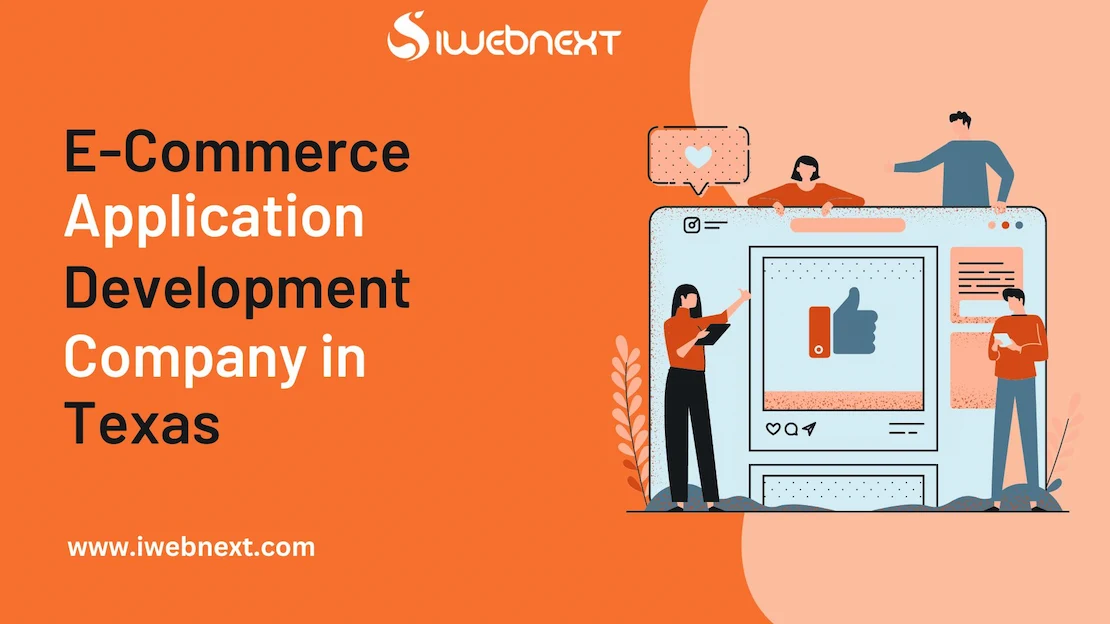 iWEBNEXT
E-Commerce
Application
Development
Company in
Texas
www.iwebnext.com